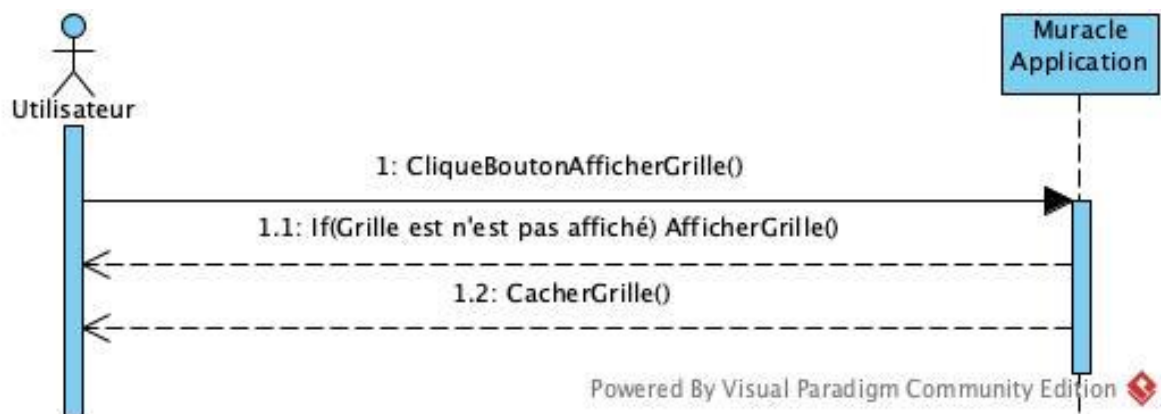 Muracle
Application
Utilisateur
1: CliqueBoutonAfficherGrille()
1.1: If(Grille est n'est pas affiché) AfficherGrille()
1.2: CacherGrille()
Powered By Visual Paradigm Community Edition